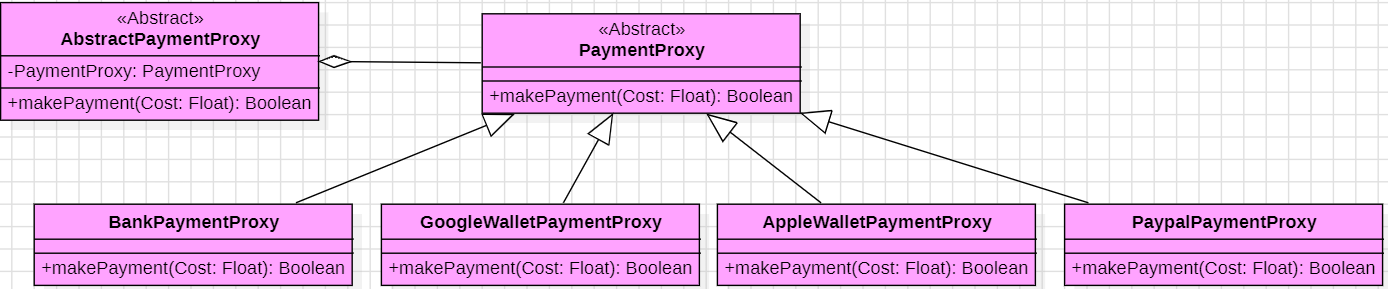 «Abstract»
AbstractPaymentProxy
-PaymentProxy: PaymentProxy
+makePayment(Cost: Float): Boolean
«Abstract»
PaymentProxy
+makePayment(Cost: Float): Boolean
BankPaymentProxy
+makePayment(Cost: Float): Boolean
GoogleWalletPaymentProxy
+makePayment(Cost: Float): Boolean
AppleWalletPaymentProxy
+makePayment(Cost: Float): Boolean
PaypalPaymentProxy
+makePayment(Cost: Float): Boolean